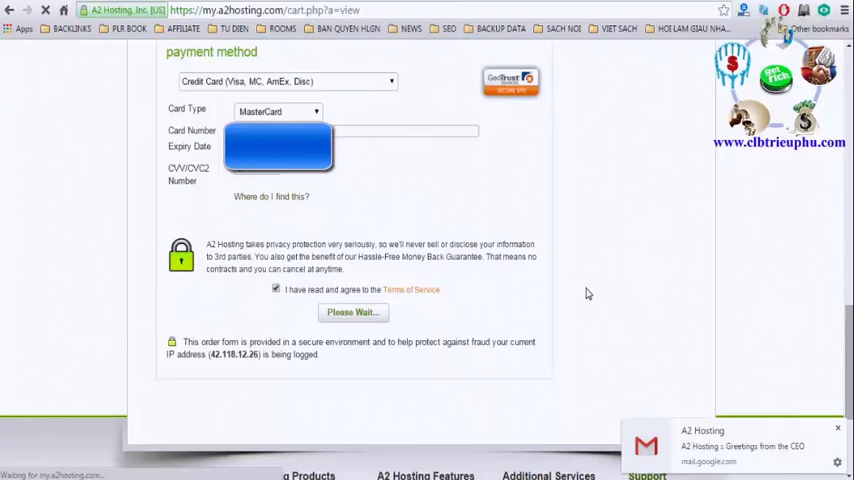 A2 Hosting, Inc. [US] https://my.a2hosting.com/cart.php?a=view
Apps BACKLINKS PLR BOOK AFFILIATE TU DIEN ROOMS BAN QUYEN HLGN NEWS SEO BACKUP DATA SACH NOI VIET SACH HOI LAM GIAU NHA... Other bookmarks
payment method
Credit Card (Visa, MC, AmEx, Disc)
GeoTrust
SECURE SITE
Card Type MasterCard
Card Number
Expiry Date
CVV/CVC2
Number
Where do I find this?
get
rich
www.clbtrieuphu.com
A2 Hosting takes privacy protection very seriously, so we'll never sell or disclose your information
to 3rd parties. You also get the benefit of our Hassle-Free Money Back Guarantee. That means no
contracts and you can cancel at anytime.
I have read and agree to the Terms of Service
Please Wait...
This order form is provided in a secure environment and to help protect against fraud your current
IP address (42.118.12.26) is being logged.
A2 Hosting
A2 Hosting :: Greetings from the CEO
mail.google.com
Waiting for my.a2hosting.com...
ng Products A2 Hosting Features Additional Services Support